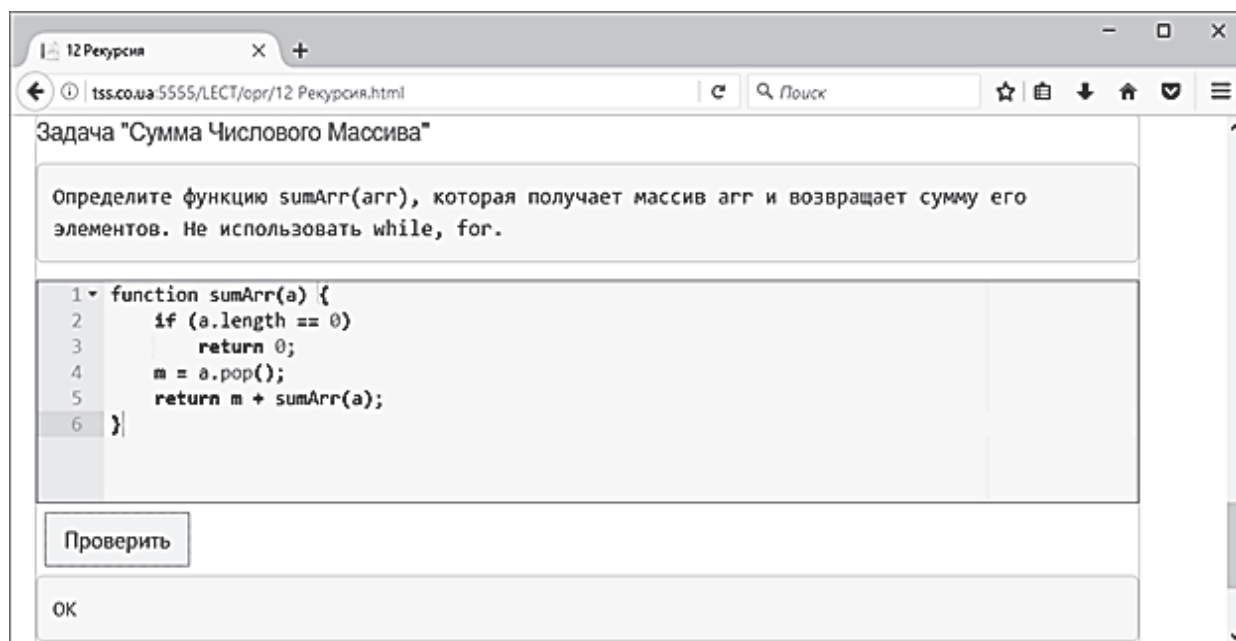 12 Рекурсия
tss.co.ua:5555/LECT/opr/12 Рекурсия.html
Поиск
Задача "Сумма Числового Массива"
Определите функцию sumArr(arr), которая получает массив arr и возвращает сумму его
элементов. Не использовать while, for.
1 function sumArr(a) {
2 if (a.length == 0)
3 return 0;
4 m = a.pop();
5 return m + sumArr(a);
6 }
Проверить
OK